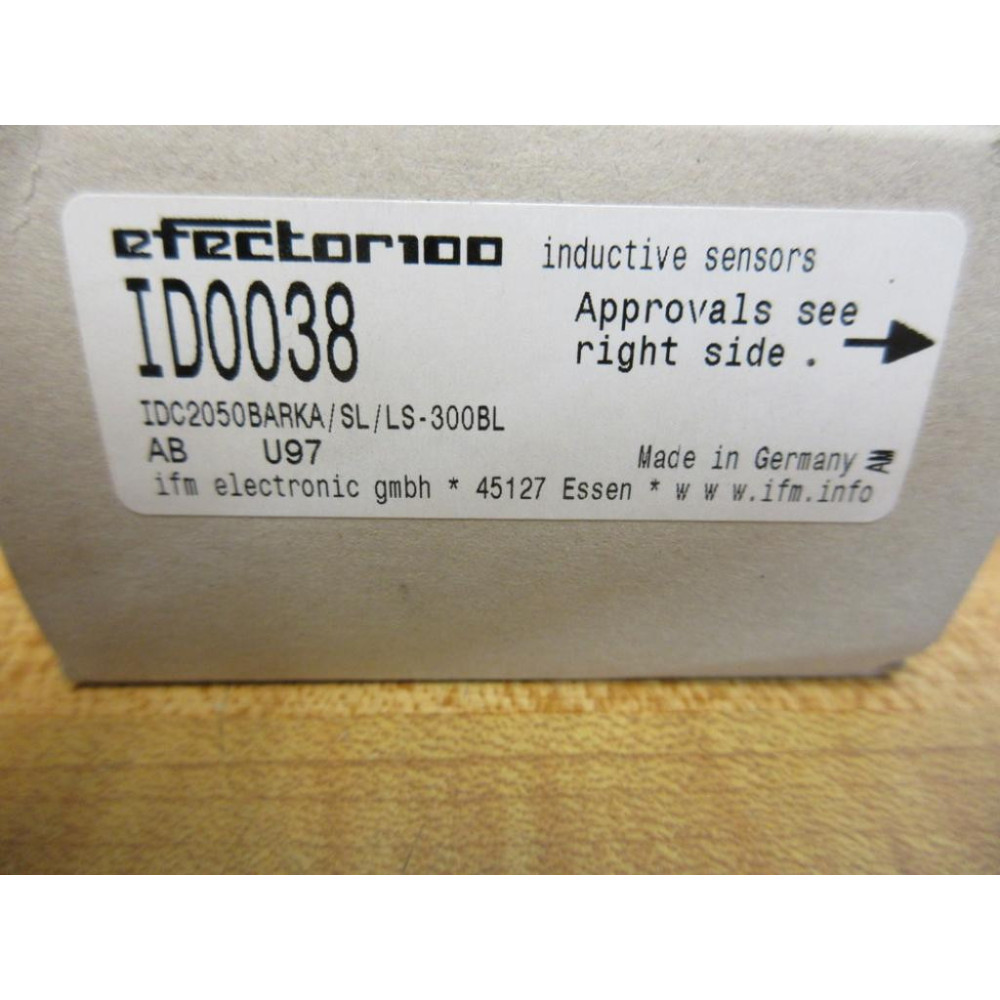 efector100 inductive sensors
ID0038
Approvals see
right side .
IDC2050BARKA/SL/LS-300BL
AB U97
Made in Germany AM
ifm electronic gmbh * 45127 Essen * w w w.ifm.info